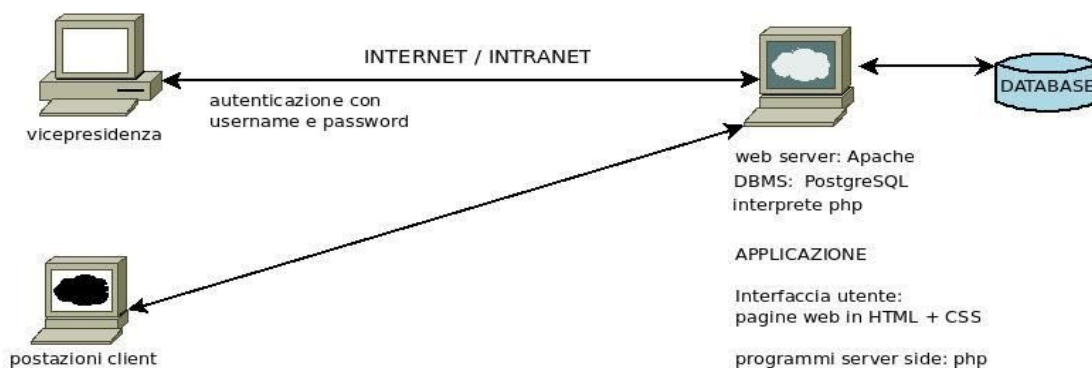 INTERNET / INTRANET
DATABASE
autenticazione con
username e password
vicepresidenza
web server: Apache
DBMS: PostgreSQL
interprete php
APPLICAZIONE
Interfaccia utente:
pagine web in HTML + CSS
programmi server side: php
postazioni client